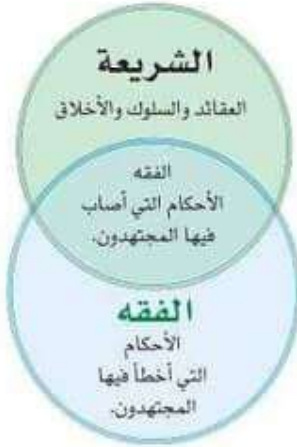 الشريعة
العقائد والسلوك والأخلاق
الفقه
الأحكام التي أصاب
فيها المجتهدون.
الفقه
الأحكام
التي أخطأ فيها
المجتهدون.